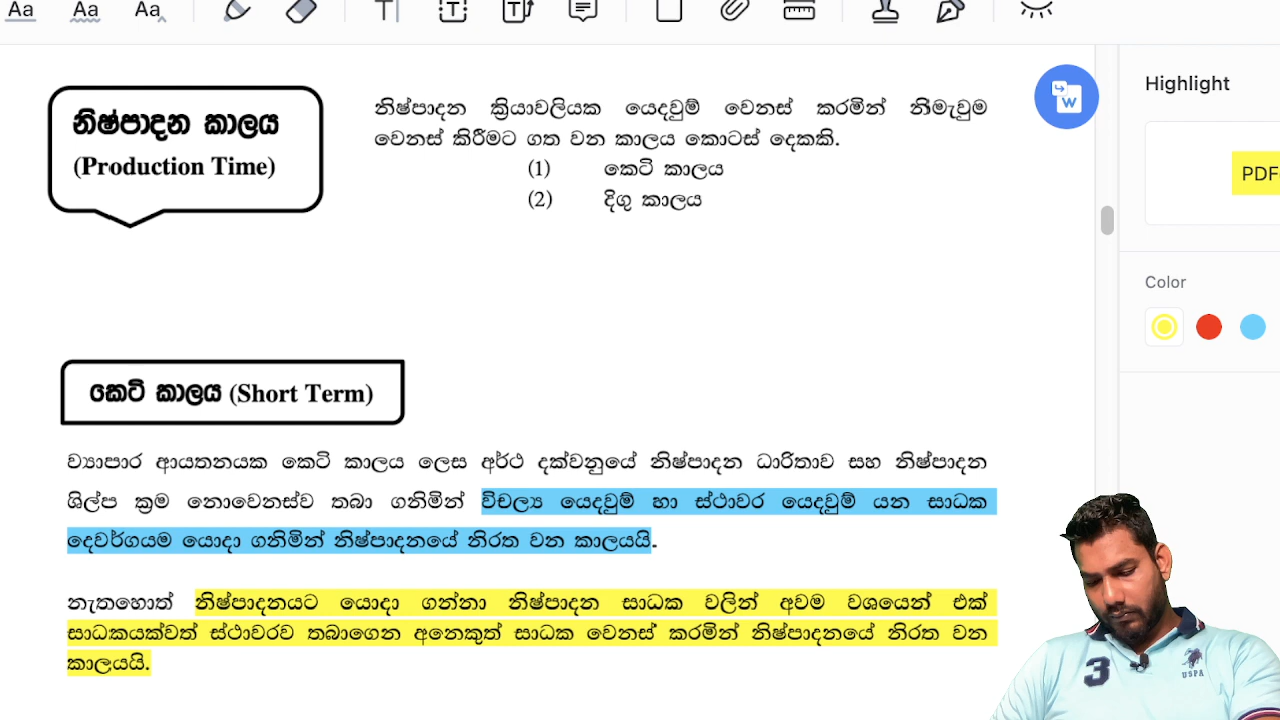 Aa Aa Aa
T T T
W
Highlight
PDF
Color
නිෂ්පාදන කාලය
(Production Time)
නිෂ්පාදන ක්‍රියාවලියක යෙදවුම් වෙනස් කරමින් නිමැවුම
වෙනස් කිරීමට ගත වන කාලය කොටස් දෙකකි.
(1) කෙටි කාලය
(2) දිගු කාලය
කෙටි කාලය (Short Term)
ව්‍යාපාර ආයතනයක කෙටි කාලය ලෙස අර්ථ දක්වනුයේ නිෂ්පාදන ධාරිතාව සහ නිෂ්පාදන
ශිල්ප ක්‍රම නොවෙනස්ව තබා ගනිමින් විචල්‍ය යෙදවුම් හා ස්ථාවර යෙදවුම් යන සාධක
දෙවර්ගයම යොදා ගනිමින් නිෂ්පාදනයේ නිරත වන කාලයයි.
නැතහොත් නිෂ්පාදනයට යොදා ගන්නා නිෂ්පාදන සාධක වලින් අවම වශයෙන් එක්
සාධකයක්වත් ස්ථාවරව තබාගෙන අනෙකුත් සාධක වෙනස් කරමින් නිෂ්පාදනයේ නිරත වන
කාලයයි.
3
USPA